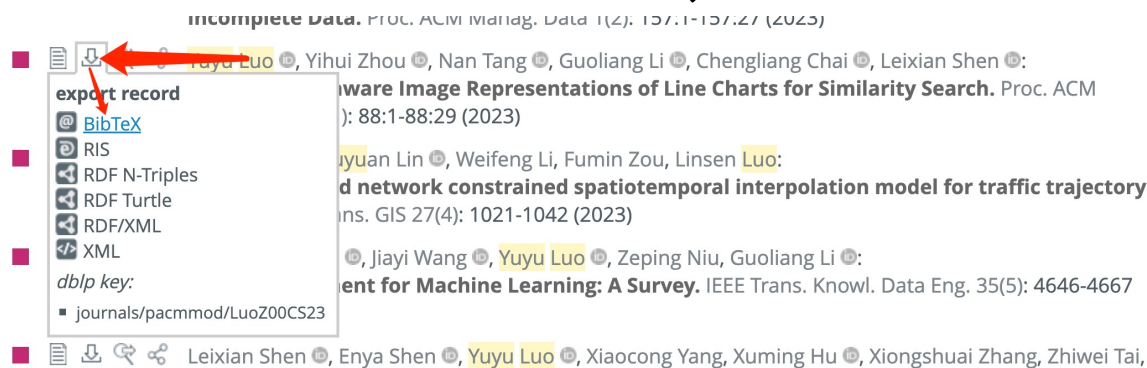 Incomplete Data. Proc. ACM Manag. Data 1(2): 157:1-157:27 (2023)
Yuyu Luo, Yihui Zhou, Nan Tang, Guoliang Li, Chengliang Chai, Leixian Shen:
export record
ware Image Representations of Line Charts for Similarity Search. Proc. ACM
BibTeX
): 88:1-88:29 (2023)
RIS
uyuan Lin, Weifeng Li, Fumin Zou, Linsen Luo:
RDF N-Triples
d network constrained spatiotemporal interpolation model for traffic trajectory
RDF Turtle
ns. GIS 27(4): 1021-1042 (2023)
RDF/XML
XML
, Jiayi Wang, Yuyu Luo, Zeping Niu, Guoliang Li:
dblp key:
ent for Machine Learning: A Survey. IEEE Trans. Knowl. Data Eng. 35(5): 4646-4667
journals/pacmmod/LuoZ00CS23
Leixian Shen, Enya Shen, Yuyu Luo, Xiaocong Yang, Xuming Hu, Xiongshuai Zhang, Zhiwei Tai,